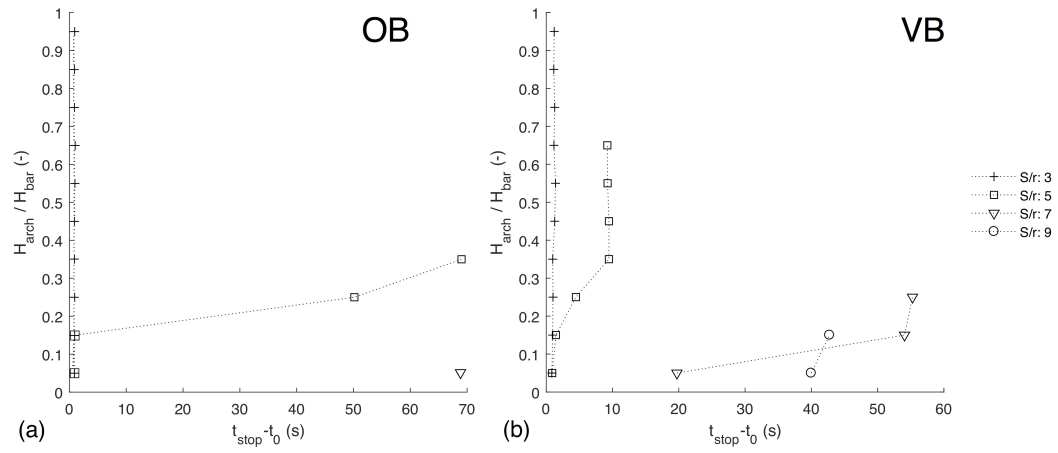 OB
1
0.9
0.8
0.7
0.6
0.5
0.4
0.3
0.2
0.1
0
H_arch / H_bar (-)
0 10 20 30 40 50 60 70
t_stop-t_0 (s)
(a)
VB
1
0.9
0.8
0.7
0.6
0.5
0.4
0.3
0.2
0.1
0
H_arch / H_bar (-)
0 10 20 30 40 50 60
t_stop-t_0 (s)
(b)
S/r: 3
S/r: 5
S/r: 7
S/r: 9